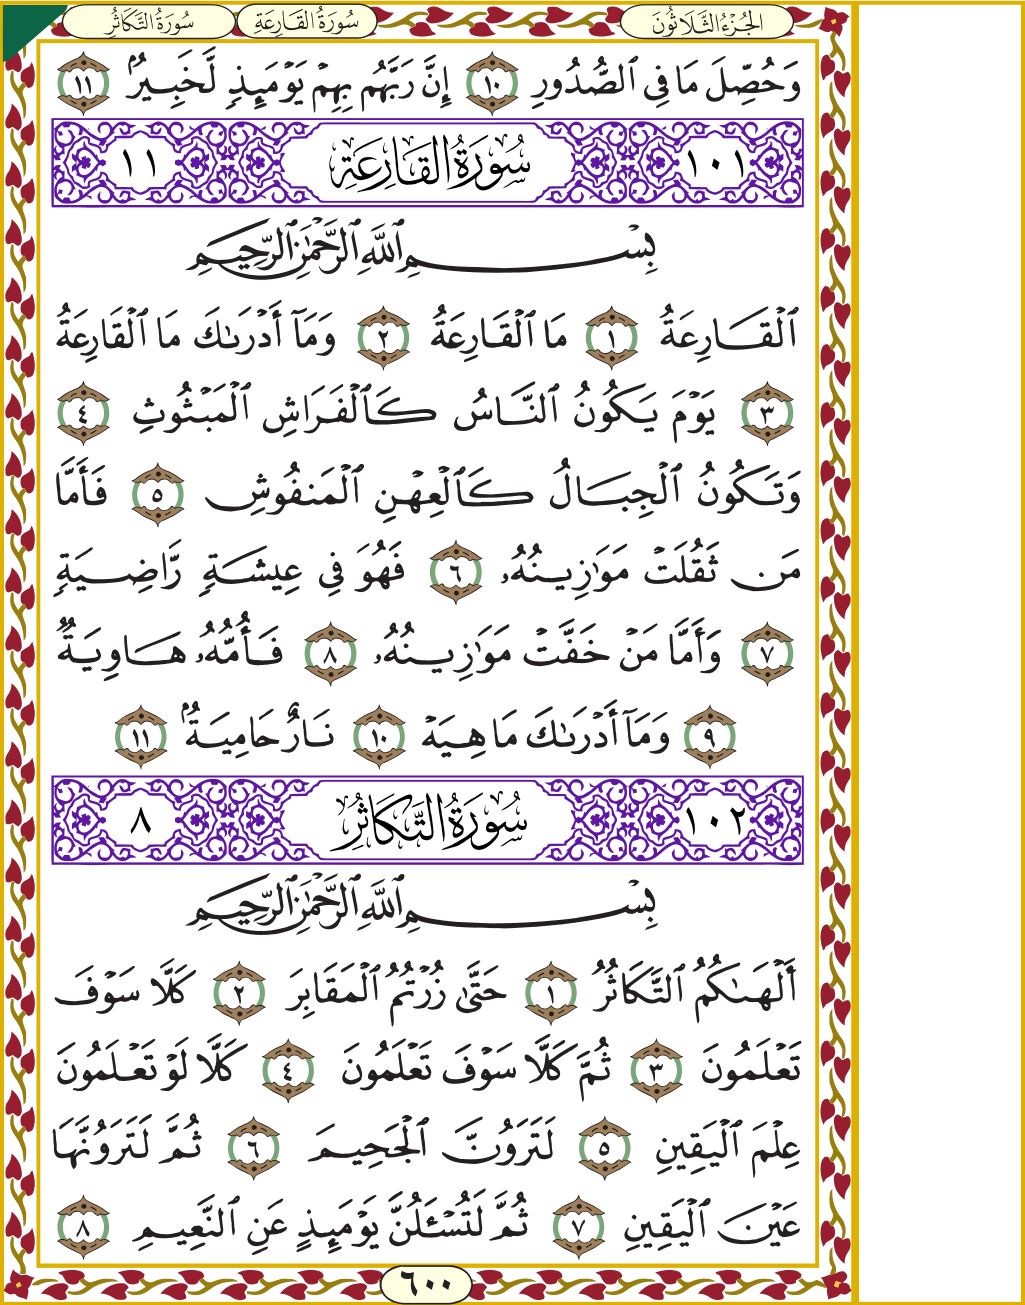 الجُزْءُ الثَّلَاثُونَ سُورَةُ القَارِعَةِ سُورَةُ التَّكَاثُرِ
وَحُصِّلَ مَا فِى ٱلصُّدُورِ ١٠ إِنَّ رَبَّهُم بِهِمْ يَوْمَئِذٍ لَّخَبِيرٌۢ ١١
١٠١ سُورَةُ القَارِعَةِ ١١
بِسْمِ ٱللَّهِ ٱلرَّحْمَٰنِ ٱلرَّحِيمِ
ٱلْقَارِعَةُ ١ مَا ٱلْقَارِعَةُ ٢ وَمَآ أَدْرَىٰكَ مَا ٱلْقَارِعَةُ
٣ يَوْمَ يَكُونُ ٱلنَّاسُ كَٱلْفَرَاشِ ٱلْمَبْثُوثِ ٤
وَتَكُونُ ٱلْجِبَالُ كَٱلْعِهْنِ ٱلْمَنفُوشِ ٥ فَأَمَّا
مَن ثَقُلَتْ مَوَٰزِينُهُۥ ٦ فَهُوَ فِى عِيشَةٍ رَّاضِيَةٍ
٧ وَأَمَّا مَنْ خَفَّتْ مَوَٰزِينُهُۥ ٨ فَأُمُّهُۥ هَاوِيَةٌ
٩ وَمَآ أَدْرَىٰكَ مَا هِيَهْ ١٠ نَارٌ حَامِيَةٌۢ ١١
١٠٢ سُورَةُ التَّكَاثُرِ ٨
بِسْمِ ٱللَّهِ ٱلرَّحْمَٰنِ ٱلرَّحِيمِ
أَلْهَىٰكُمُ ٱلتَّكَاثُرُ ١ حَتَّىٰ زُرْتُمُ ٱلْمَقَابِرَ ٢ كَلَّا سَوْفَ
تَعْلَمُونَ ٣ ثُمَّ كَلَّا سَوْفَ تَعْلَمُونَ ٤ كَلَّا لَوْ تَعْلَمُونَ
عِلْمَ ٱلْيَقِينِ ٥ لَتَرَوُنَّ ٱلْجَحِيمَ ٦ ثُمَّ لَتَرَوُنَّهَا
عَيْنَ ٱلْيَقِينِ ٧ ثُمَّ لَتُسْـَٔلُنَّ يَوْمَئِذٍ عَنِ ٱلنَّعِيمِ ٨
٦٠٠